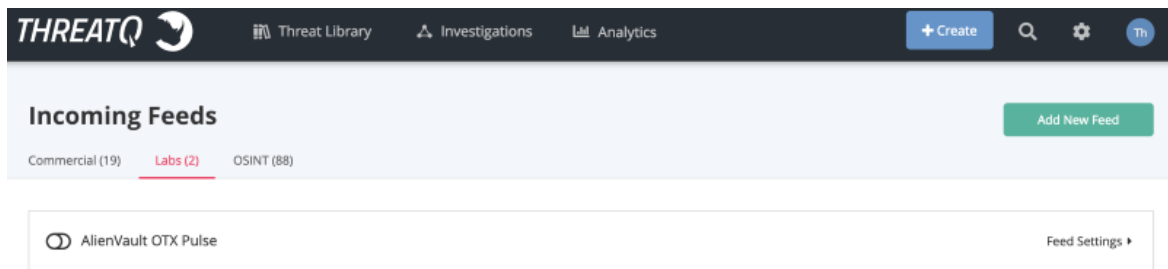 THREATQ Threat Library Investigations Analytics + Create Th
Incoming Feeds
Add New Feed
Commercial (19) Labs (2) OSINT (88)
AlienVault OTX Pulse Feed Settings